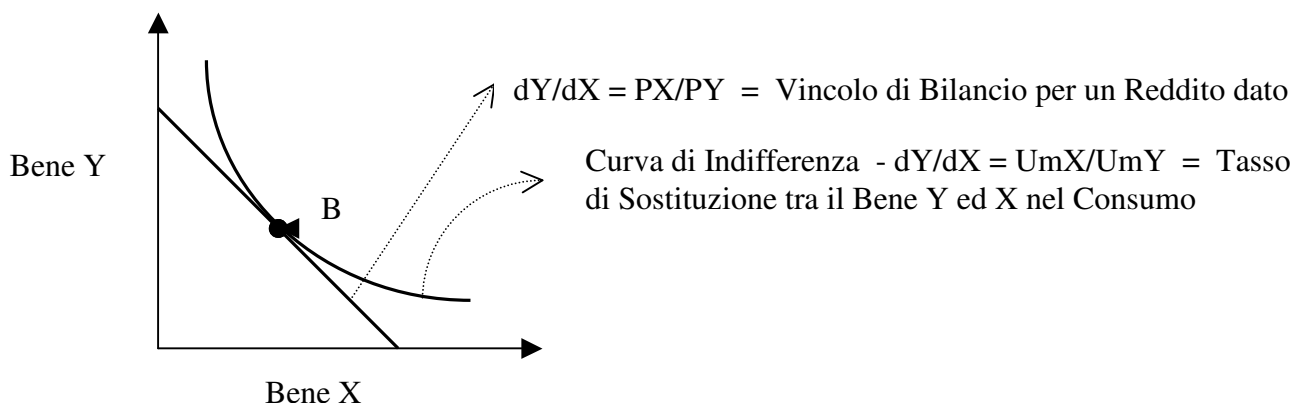 dY/dX = PX/PY = Vincolo di Bilancio per un Reddito dato
Bene Y
Curva di Indifferenza - dY/dX = UmX/UmY = Tasso
di Sostituzione tra il Bene Y ed X nel Consumo
B
Bene X